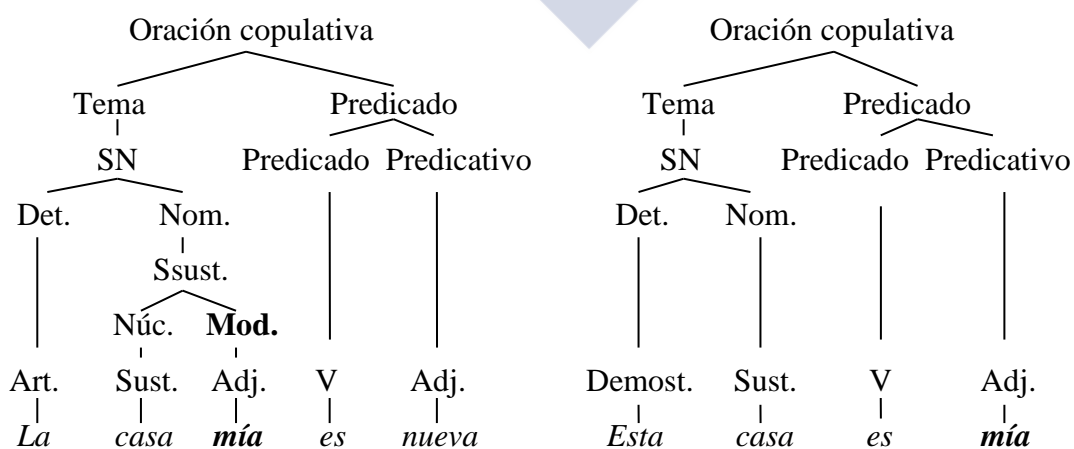 Oración copulativa Oración copulativa
Tema Predicado Tema Predicado
SN Predicado Predicativo SN Predicado Predicativo
Det. Nom. Det. Nom.
Ssust.
Núc. Mod.
Art. Sust. Adj. V Adj. Demost. Sust. V Adj.
La casa mía es nueva Esta casa es mía